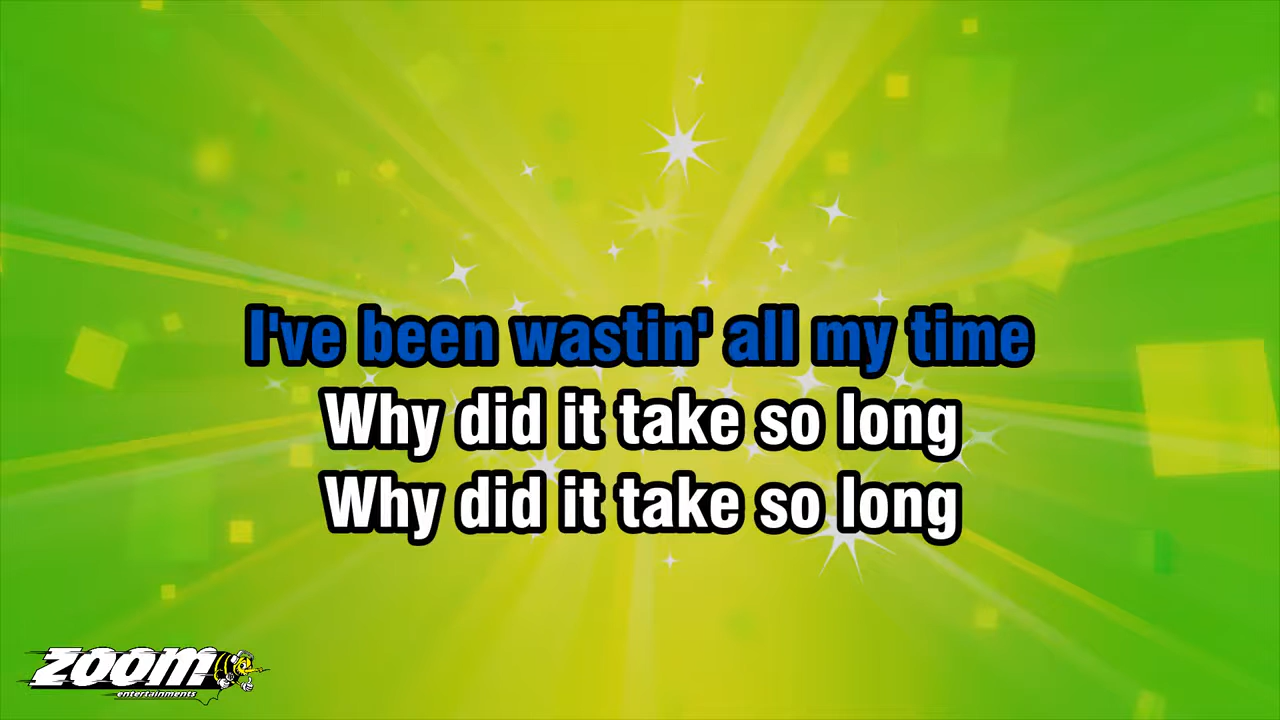 I've been wastin' all my time
Why did it take so long
Why did it take so long
ZOOM
entertainments